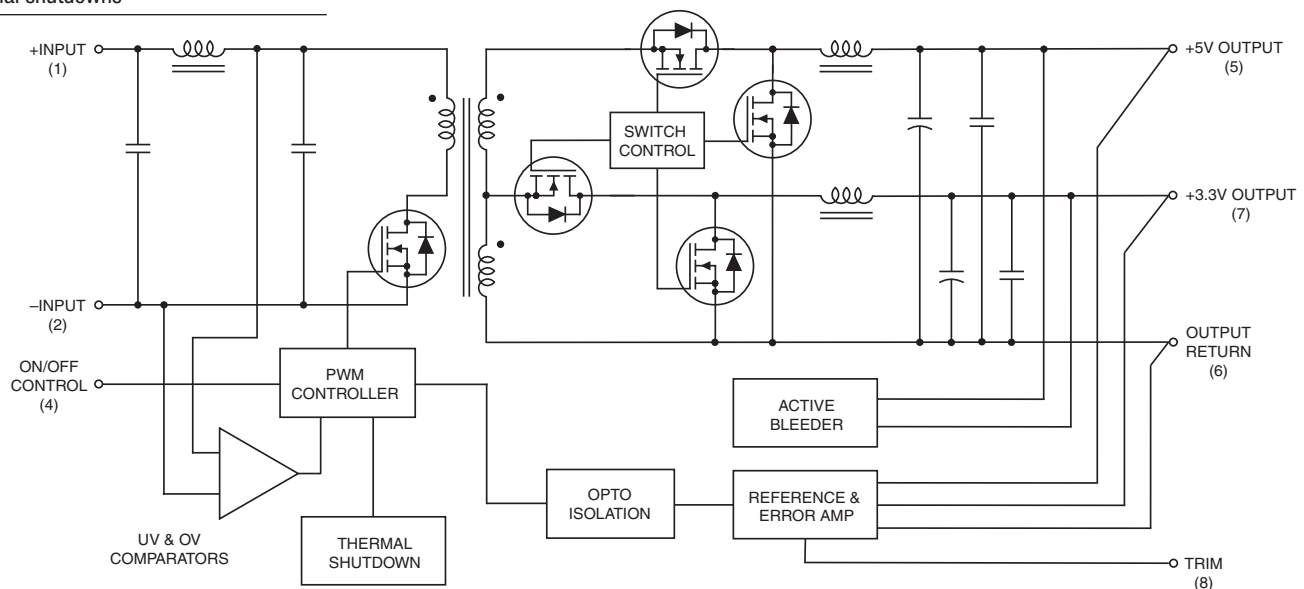 +INPUT
(1)
–INPUT
(2)
ON/OFF
CONTROL
(4)
UV & OV
COMPARATORS
PWM
CONTROLLER
THERMAL
SHUTDOWN
SWITCH
CONTROL
OPTO
ISOLATION
ACTIVE
BLEEDER
REFERENCE &
ERROR AMP
+5V OUTPUT
(5)
+3.3V OUTPUT
(7)
OUTPUT
RETURN
(6)
TRIM
(8)